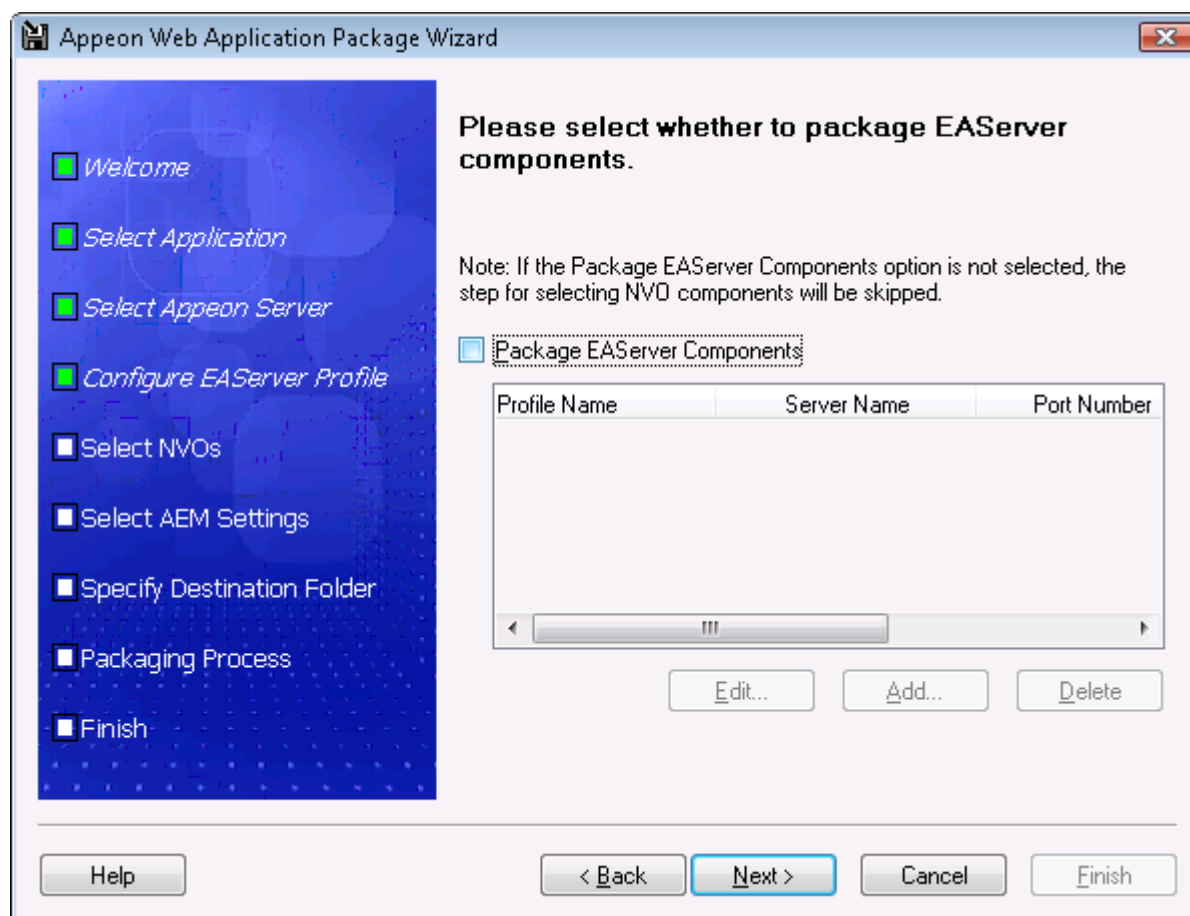 Appeon Web Application Package Wizard
Welcome
Select Application
Select Appeon Server
Configure EAServer Profile
Select NVOs
Select AEM Settings
Specify Destination Folder
Packaging Process
Finish
Please select whether to package EAServer
components.
Note: If the Package EAServer Components option is not selected, the
step for selecting NVO components will be skipped.
Package EAServer Components
Profile Name Server Name Port Number
Edit... Add... Delete
Help < Back Next > Cancel Finish